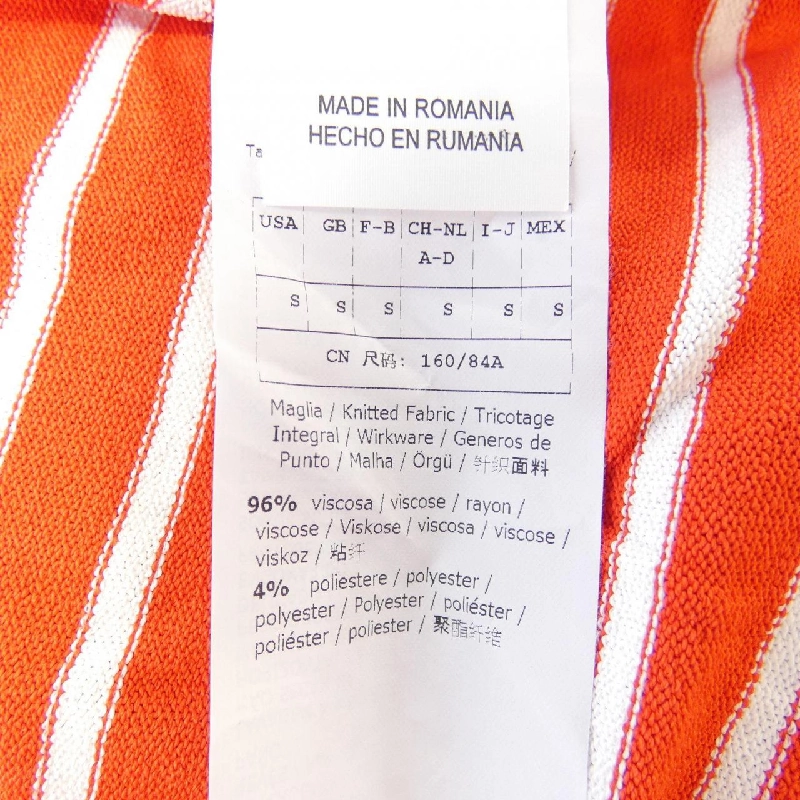 MADE IN ROMANIA
HECHO EN RUMANIA
USA GB F-B CH-NL I-J MEX
A-D
S S S S S S
CN 尺码: 160/84A
Maglia / Knitted Fabric / Tricotage
Integral / Wirkware / Generos de
Punto / Malha / Örgü / 针织面料
96% viscosa / viscose / rayon /
viscose / Viskose / viscosa / viscose /
viskoz / 粘纤
4% poliestere / polyester /
polyester / Polyester / poliéster /
poliéster / poliester / 聚酯纤维